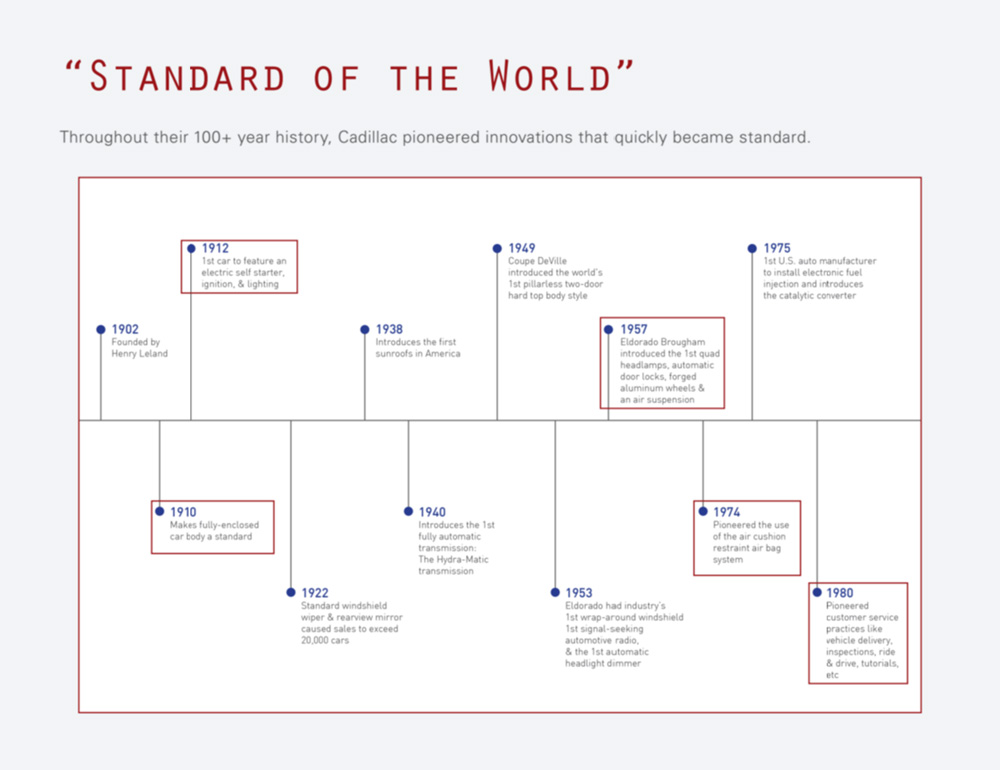 “STANDARD OF THE WORLD”
Throughout their 100+ year history, Cadillac pioneered innovations that quickly became standard.
1902
Founded by
Henry Leland
1910
Makes fully-enclosed
car body a standard
1912
1st car to feature an
electric self starter,
ignition, & lighting
1922
Standard windshield
wiper & rearview mirror
caused sales to exceed
20,000 cars
1938
Introduces the first
sunroofs in America
1940
Introduces the 1st
fully automatic
transmission:
The Hydra-Matic
transmission
1949
Coupe DeVille
introduced the world's
1st pillarless two-door
hard top body style
1953
Eldorado had industry's
1st wrap-around windshield
1st signal-seeking
automotive radio,
& the 1st automatic
headlight dimmer
1957
Eldorado Brougham
introduced the 1st quad
headlamps, automatic
door locks, forged
aluminum wheels &
an air suspension
1974
Pioneered the use
of the air cushion
restraint air bag
system
1975
1st U.S. auto manufacturer
to install electronic fuel
injection and introduces
the catalytic converter
1980
Pioneered
customer service
practices like
vehicle delivery,
inspections, ride
& drive, tutorials,
etc